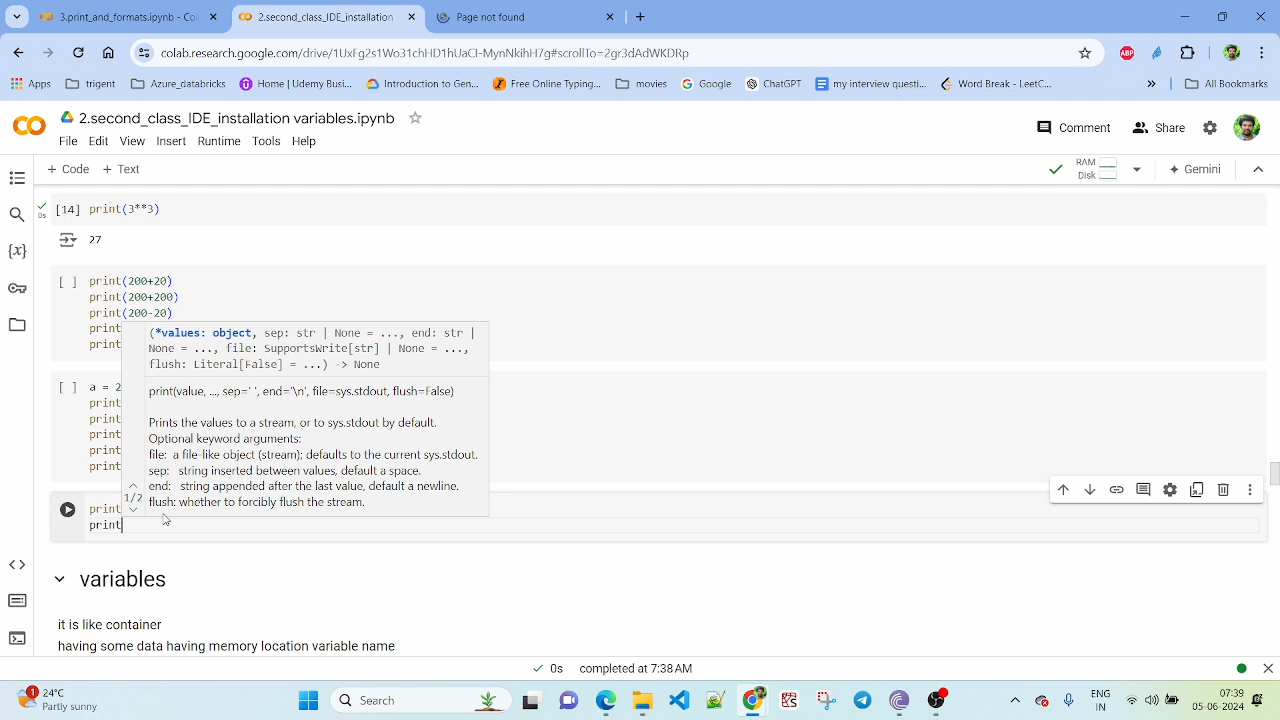 3.print_and_formats.ipynb - Col
2.second_class_IDE_installation
Page not found
colab.research.google.com/drive/1UxFg2s1Wo31chHD1hUaCI-MynNkihH7g#scrollTo=2gr3dAdWKDRp
ABP
Apps
trigent
Azure_databricks
Home | Udemy Busi...
Introduction to Gen...
Free Online Typing...
movies
Google
ChatGPT
my interview questi...
Word Break - LeetC...
All Bookmarks
2.second_class_IDE_installation variables.ipynb
File Edit View Insert Runtime Tools Help
Comment
Share
+ Code + Text
RAM
Disk
Gemini
0s
[14] print(3**3)
27
[ ] print(200+20)
print(200+200)
print(200-20)
print
print
(*values: object, sep: str | None = ..., end: str |
None = ..., file: SupportsWrite[str] | None = ...,
flush: Literal[False] = ...) -> None
print(value, ..., sep=' ', end='\n', file=sys.stdout, flush=False)
Prints the values to a stream, or to sys.stdout by default.
Optional keyword arguments:
file: a file-like object (stream); defaults to the current sys.stdout.
sep: string inserted between values, default a space.
end: string appended after the last value, default a newline.
flush: whether to forcibly flush the stream.
1/2
[ ] a = 2
print
print
print
print
print
print
print
variables
it is like container
having some data having memory location variable name
0s completed at 7:38 AM
1
24°C
Partly sunny
Search
ENG
IN
07:39
05-06-2024